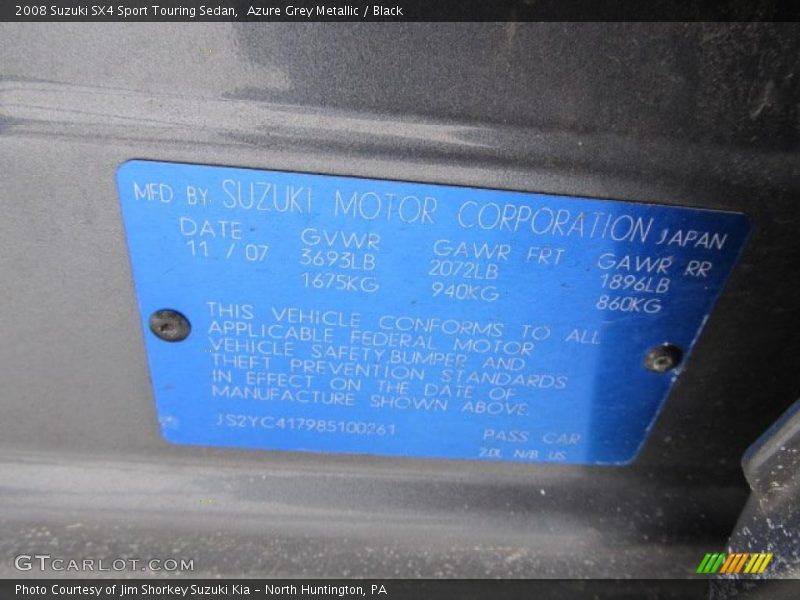 2008 Suzuki SX4 Sport Touring Sedan, Azure Grey Metallic / Black
MFD BY SUZUKI MOTOR CORPORATION JAPAN
DATE GVWR GAWR FRT GAWR RR
11 / 07 3693LB 2072LB 1896LB
1675KG 940KG 860KG
THIS VEHICLE CONFORMS TO ALL
APPLICABLE FEDERAL MOTOR
VEHICLE SAFETY,BUMPER AND
THEFT PREVENTION STANDARDS
IN EFFECT ON THE DATE OF
MANUFACTURE SHOWN ABOVE.
JS2YC417985100261 PASS CAR
2.0L N/B US
GTCARLOT.COM
Photo Courtesy of Jim Shorkey Suzuki Kia - North Huntington, PA